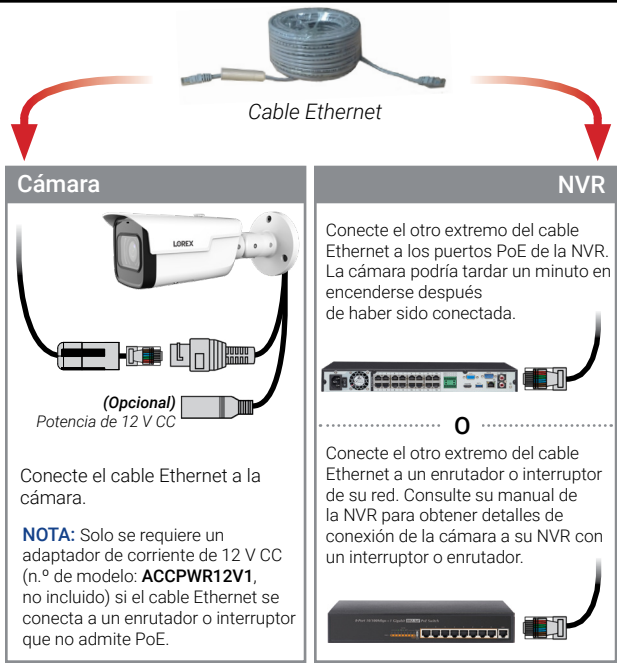 Cable Ethernet
Cámara
LOREX
(Opcional)
Potencia de 12 V CC
Conecte el cable Ethernet a la
cámara.
NOTA: Solo se requiere un
adaptador de corriente de 12 V CC
(n.º de modelo: ACCPWR12V1,
no incluido) si el cable Ethernet se
conecta a un enrutador o interruptor
que no admite PoE.
NVR
Conecte el otro extremo del cable
Ethernet a los puertos PoE de la NVR.
La cámara podría tardar un minuto en
encenderse después
de haber sido conectada.
O
Conecte el otro extremo del cable
Ethernet a un enrutador o interruptor
de su red. Consulte su manual de
la NVR para obtener detalles de
conexión de la cámara a su NVR con
un interruptor o enrutador.